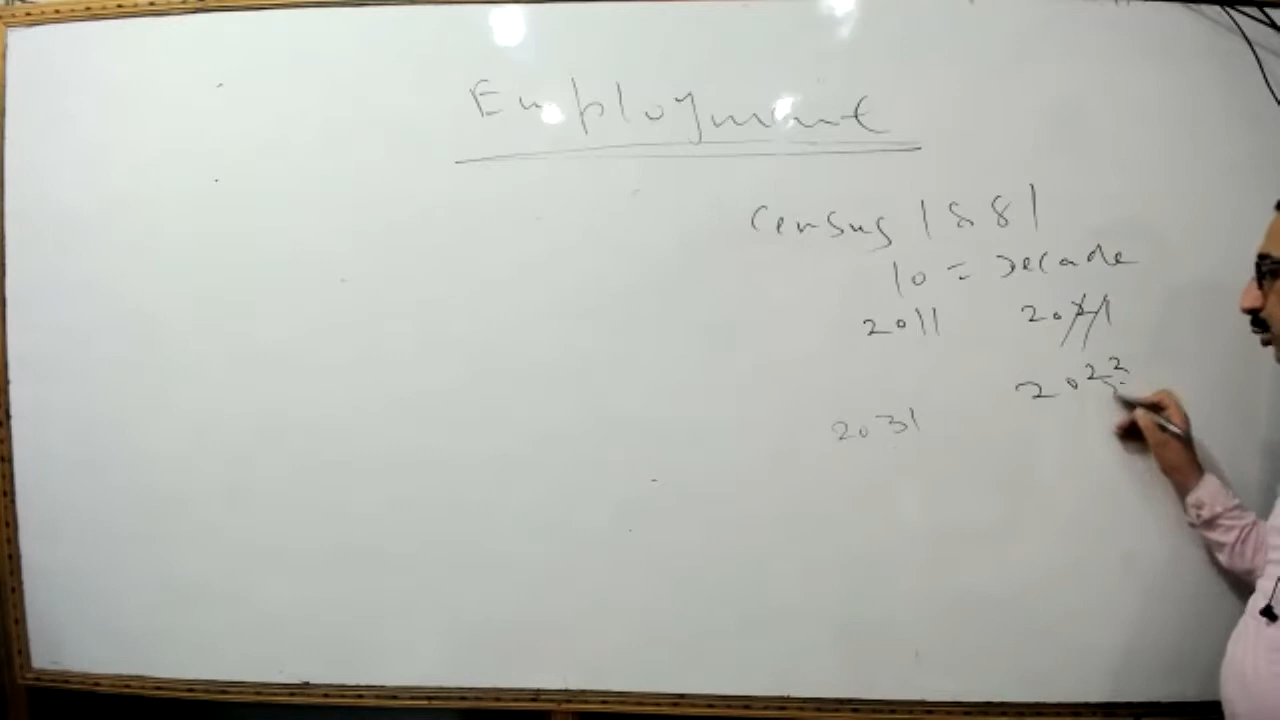 Employment
Census 1881
10 = Decade
2011 2021
2022
2031